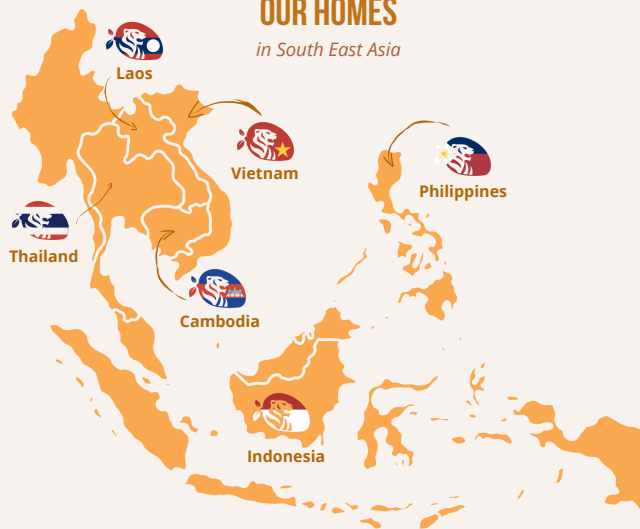 OUR HOMES
in South East Asia
Laos
Vietnam
Philippines
Thailand
Cambodia
Indonesia